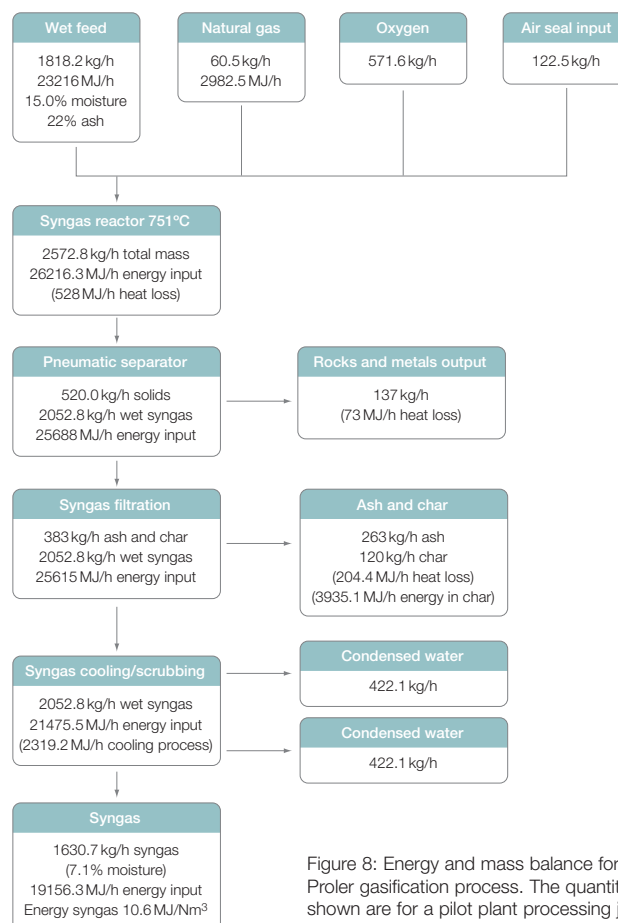 Wet feed
1818.2 kg/h
23216 MJ/h
15.0% moisture
22% ash
Natural gas
60.5 kg/h
2982.5 MJ/h
Oxygen
571.6 kg/h
Air seal input
122.5 kg/h
Syngas reactor 751ºC
2572.8 kg/h total mass
26216.3 MJ/h energy input
(528 MJ/h heat loss)
Pneumatic separator
520.0 kg/h solids
2052.8 kg/h wet syngas
25688 MJ/h energy input
Rocks and metals output
137 kg/h
(73 MJ/h heat loss)
Syngas filtration
383 kg/h ash and char
2052.8 kg/h wet syngas
25615 MJ/h energy input
Ash and char
263 kg/h ash
120 kg/h char
(204.4 MJ/h heat loss)
(3935.1 MJ/h energy in char)
Syngas cooling/scrubbing
2052.8 kg/h wet syngas
21475.5 MJ/h energy input
(2319.2 MJ/h cooling process)
Condensed water
422.1 kg/h
Condensed water
422.1 kg/h
Syngas
1630.7 kg/h syngas
(7.1% moisture)
19156.3 MJ/h energy input
Energy syngas 10.6 MJ/Nm³
Figure 8: Energy and mass balance for
Proler gasification process. The quantit
shown are for a pilot plant processing j